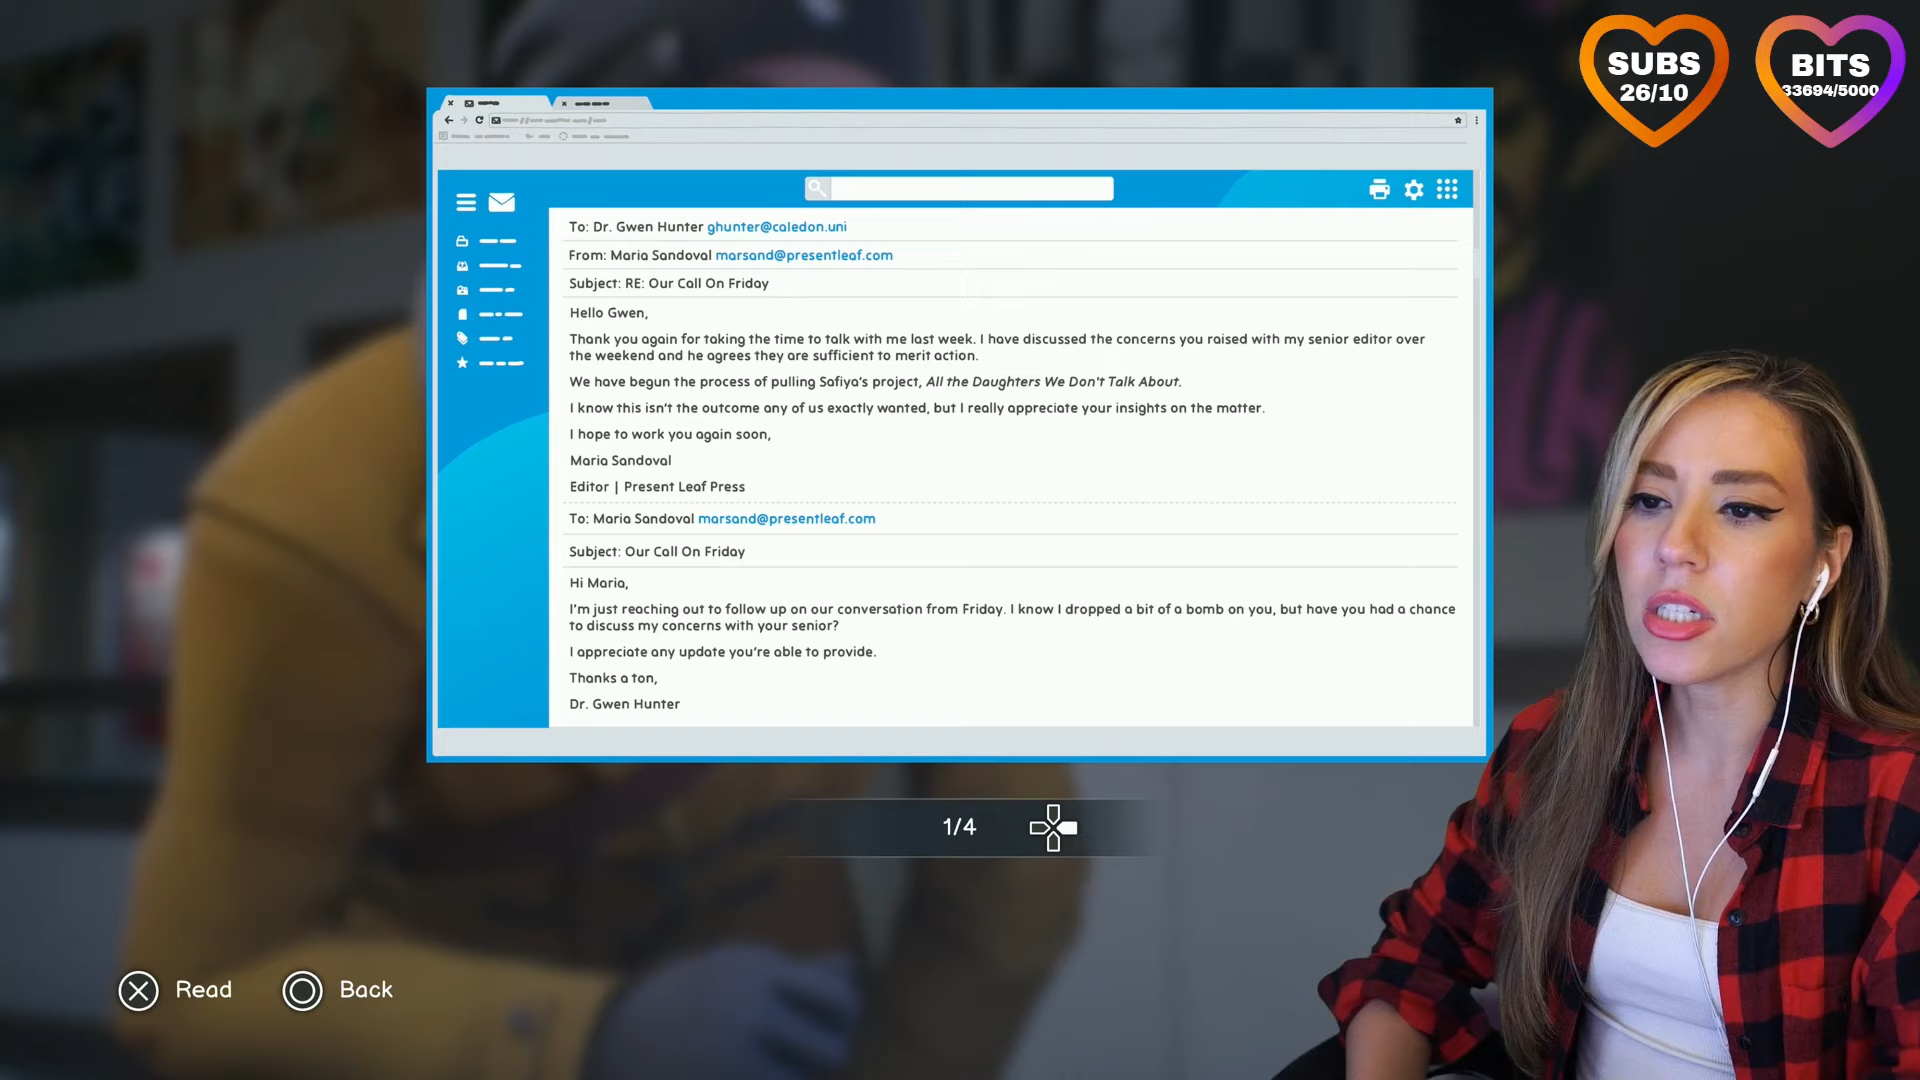 SUBS
26/10
BITS
33694/5000
To: Dr. Gwen Hunter ghunter@caledon.uni
From: Maria Sandoval marsand@presentleaf.com
Subject: RE: Our Call On Friday
Hello Gwen,
Thank you again for taking the time to talk with me last week. I have discussed the concerns you raised with my senior editor over
the weekend and he agrees they are sufficient to merit action.
We have begun the process of pulling Safiya's project, All the Daughters We Don't Talk About.
I know this isn't the outcome any of us exactly wanted, but I really appreciate your insights on the matter.
I hope to work you again soon,
Maria Sandoval
Editor | Present Leaf Press
To: Maria Sandoval marsand@presentleaf.com
Subject: Our Call On Friday
Hi Maria,
I'm just reaching out to follow up on our conversation from Friday. I know I dropped a bit of a bomb on you, but have you had a chance
to discuss my concerns with your senior?
I appreciate any update you're able to provide.
Thanks a ton,
Dr. Gwen Hunter
1/4
Read
Back